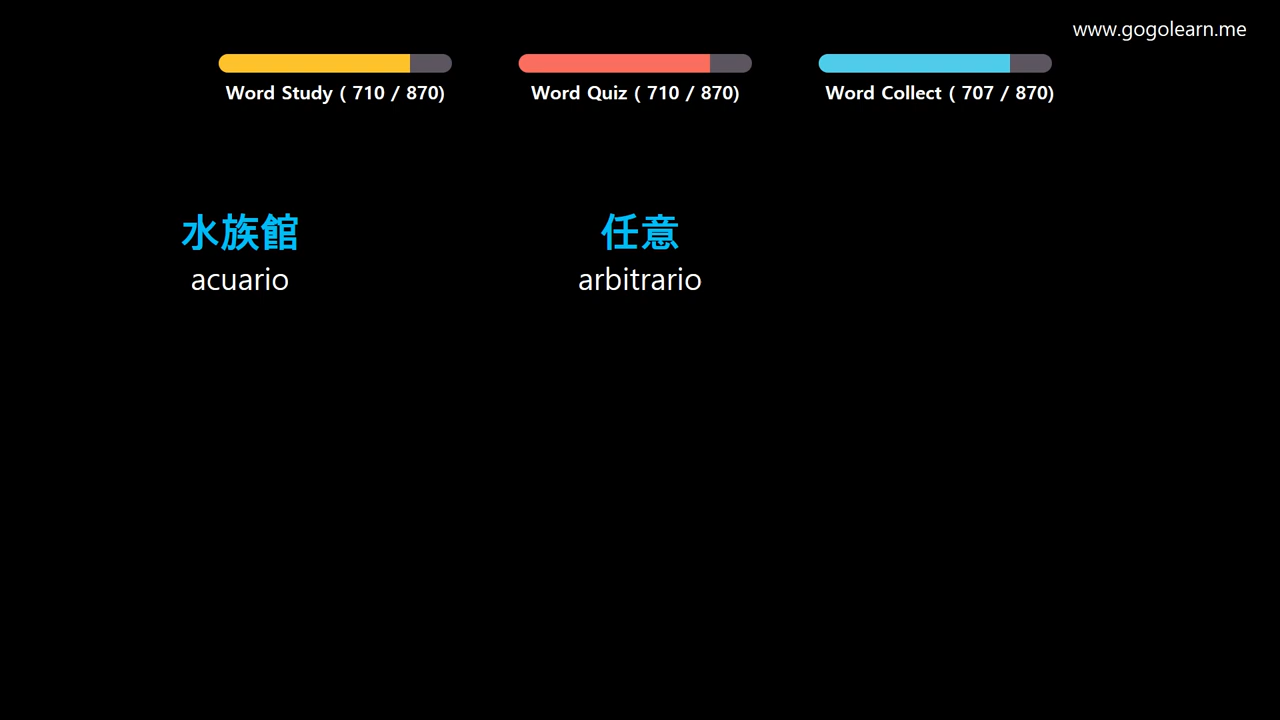 www.gogolearn.me
Word Study ( 710 / 870)
Word Quiz ( 710 / 870)
Word Collect ( 707 / 870)
水族館
acuario
任意
arbitrario